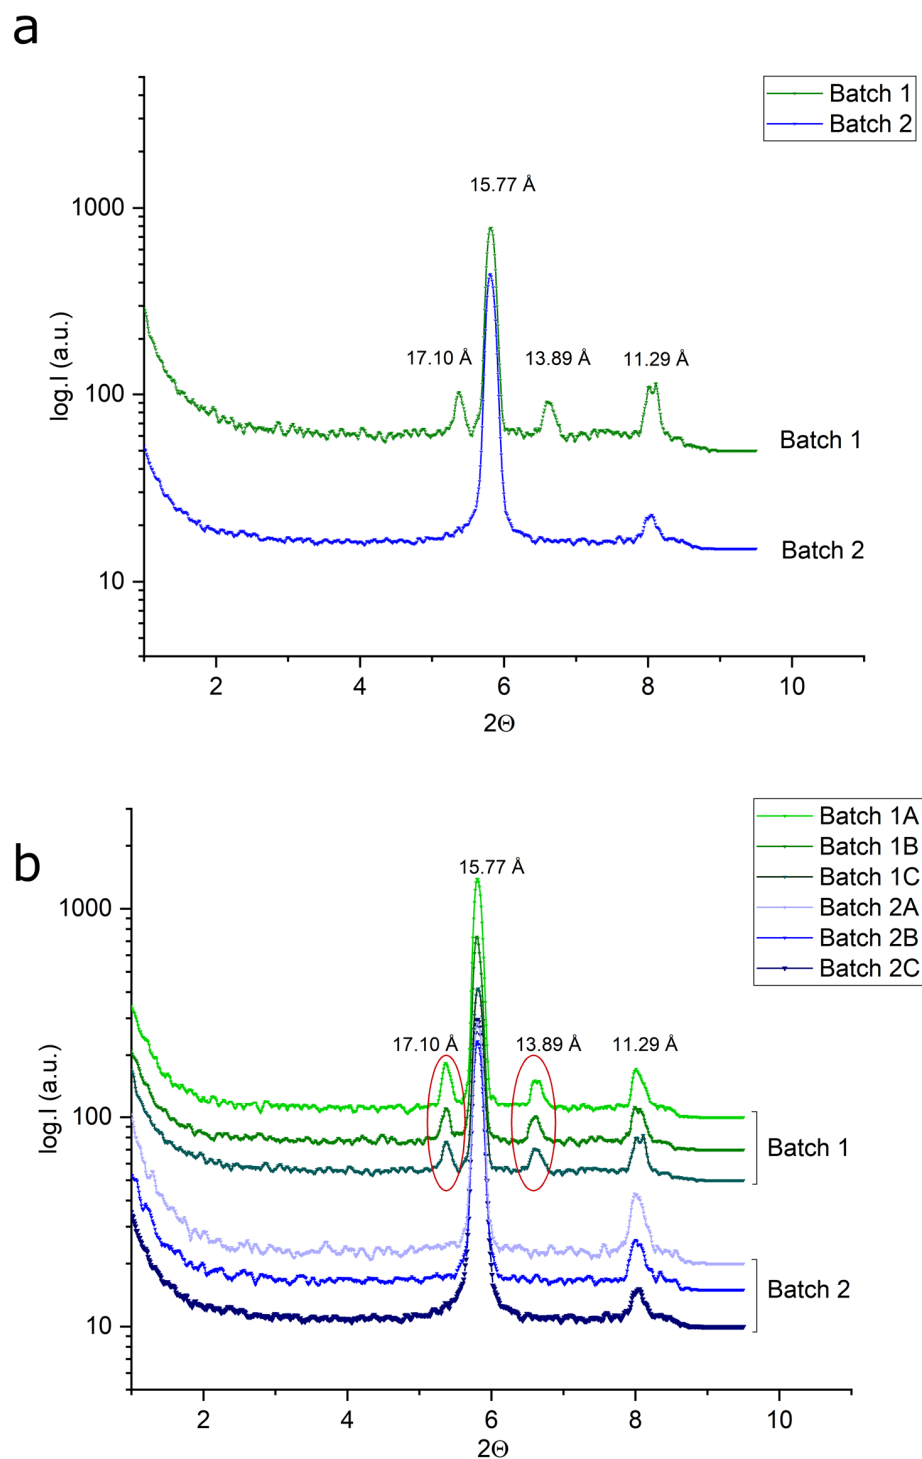 a
Batch 1
Batch 2
15.77 Å
1000
17.10 Å
13.89 Å
11.29 Å
100
log.I (a.u.)
Batch 1
Batch 2
10
2
4
6
8
10
2Θ
b
Batch 1A
Batch 1B
Batch 1C
Batch 2A
Batch 2B
Batch 2C
15.77 Å
1000
17.10 Å
13.89 Å
11.29 Å
100
log.I (a.u.)
Batch 1
Batch 2
10
2
4
6
8
10
2Θ